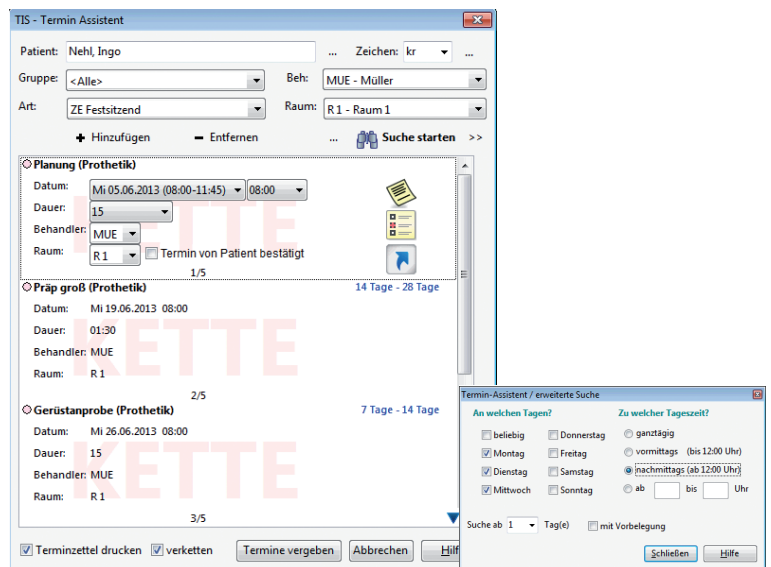 TIS - Termin Assistent
Patient: Nehl, Ingo ... Zeichen: kr ...
Gruppe: <Alle> Beh: MUE - Müller
Art: ZE Festsitzend Raum: R 1 - Raum 1
Hinzufügen Entfernen ... Suche starten >>
KETTE
Planung (Prothetik)
Datum: Mi 05.06.2013 (08:00-11:45) 08:00
Dauer: 15
Behandler: MUE
Raum: R 1 Termin von Patient bestätigt
1/5
KETTE
Präp groß (Prothetik) 14 Tage - 28 Tage
Datum: Mi 19.06.2013 08:00
Dauer: 01:30
Behandler: MUE
Raum: R 1
2/5
KETTE
Gerüstanprobe (Prothetik) 7 Tage - 14 Tage
Datum: Mi 26.06.2013 08:00
Dauer: 15
Behandler: MUE
Raum: R 1
3/5
Terminzettel drucken verketten Termine vergeben Abbrechen Hilf
Termin-Assistent / erweiterte Suche
An welchen Tagen? Zu welcher Tageszeit?
beliebig Donnerstag ganztägig
Montag Freitag vormittags (bis 12:00 Uhr)
Dienstag Samstag nachmittags (ab 12:00 Uhr)
Mittwoch Sonntag ab bis Uhr
Suche ab 1 Tag(e) mit Vorbelegung
Schließen Hilfe